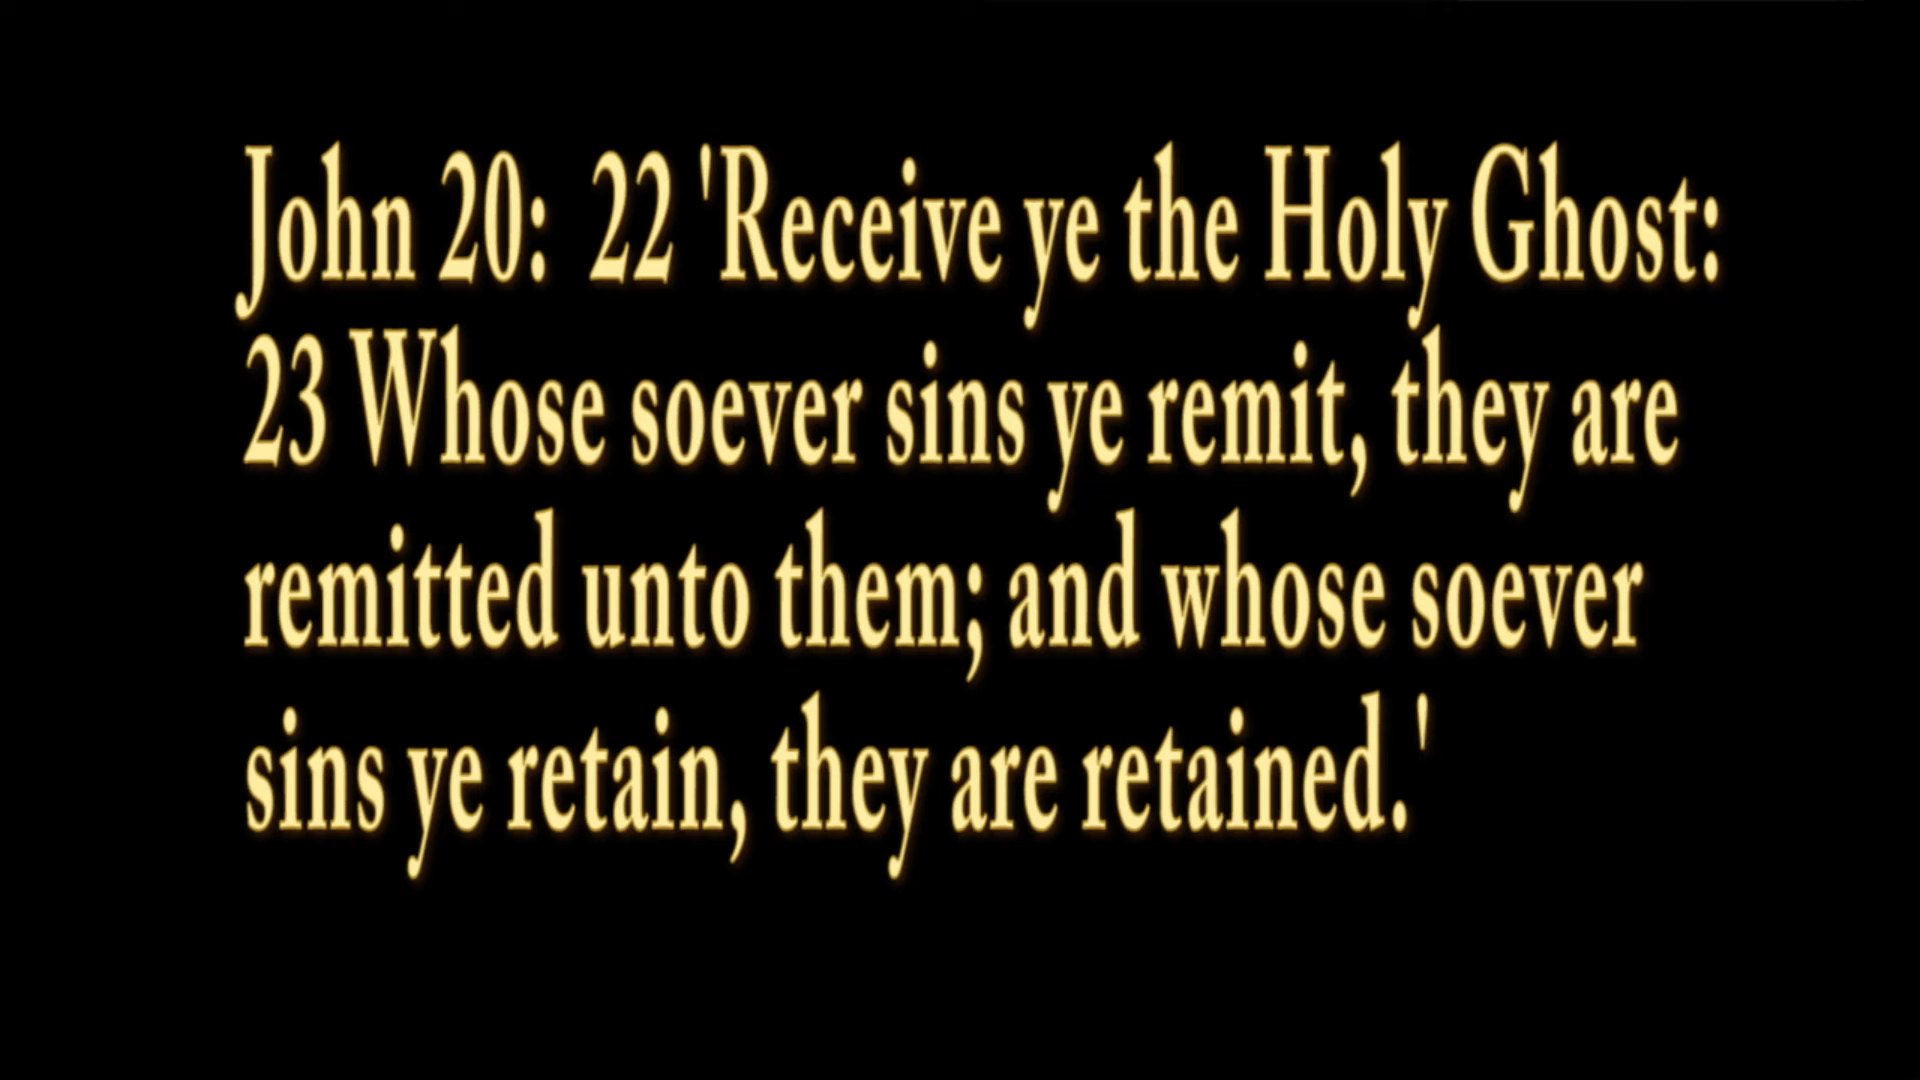 John 20:  22 'Receive ye the Holy Ghost:
23 Whose soever sins ye remit, they are
remitted unto them; and whose soever
sins ye retain, they are retained.'